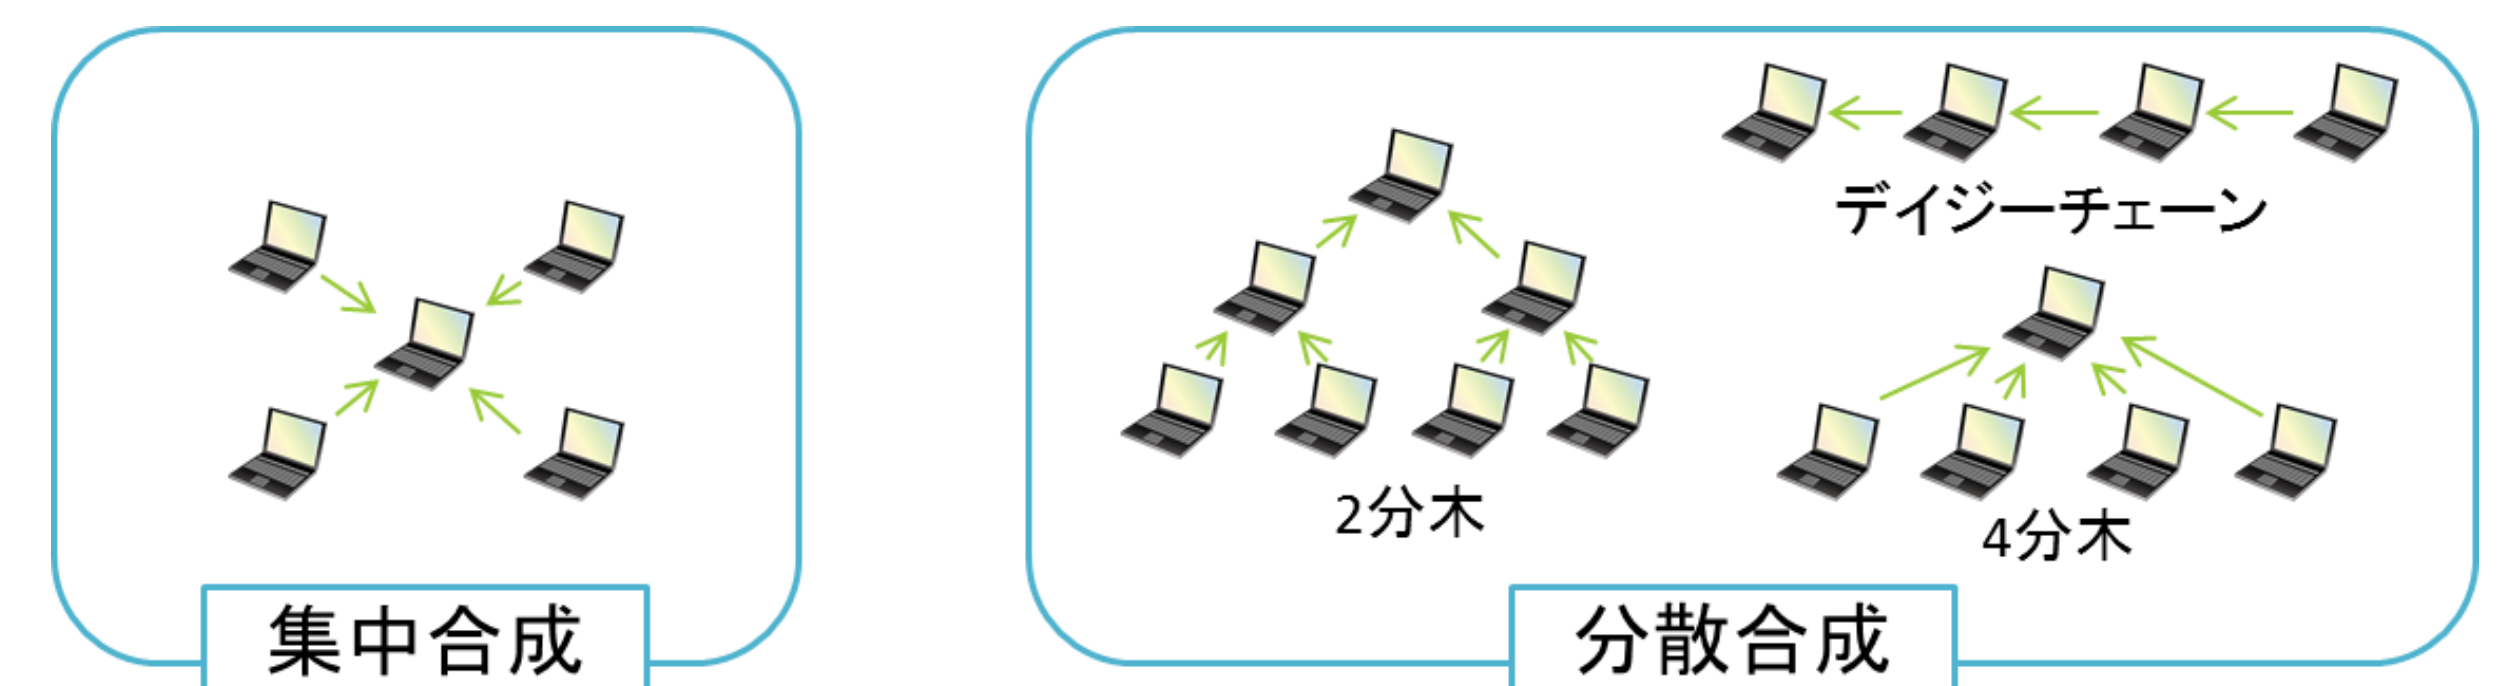 デイジーチェーン
2分木
4分木
集中合成
分散合成